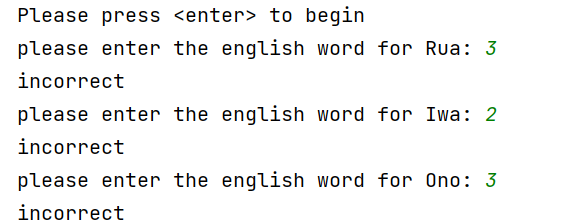 Please press <enter> to begin
please enter the english word for Rua: 3
incorrect
please enter the english word for Iwa: 2
incorrect
please enter the english word for Ono: 3
incorrect